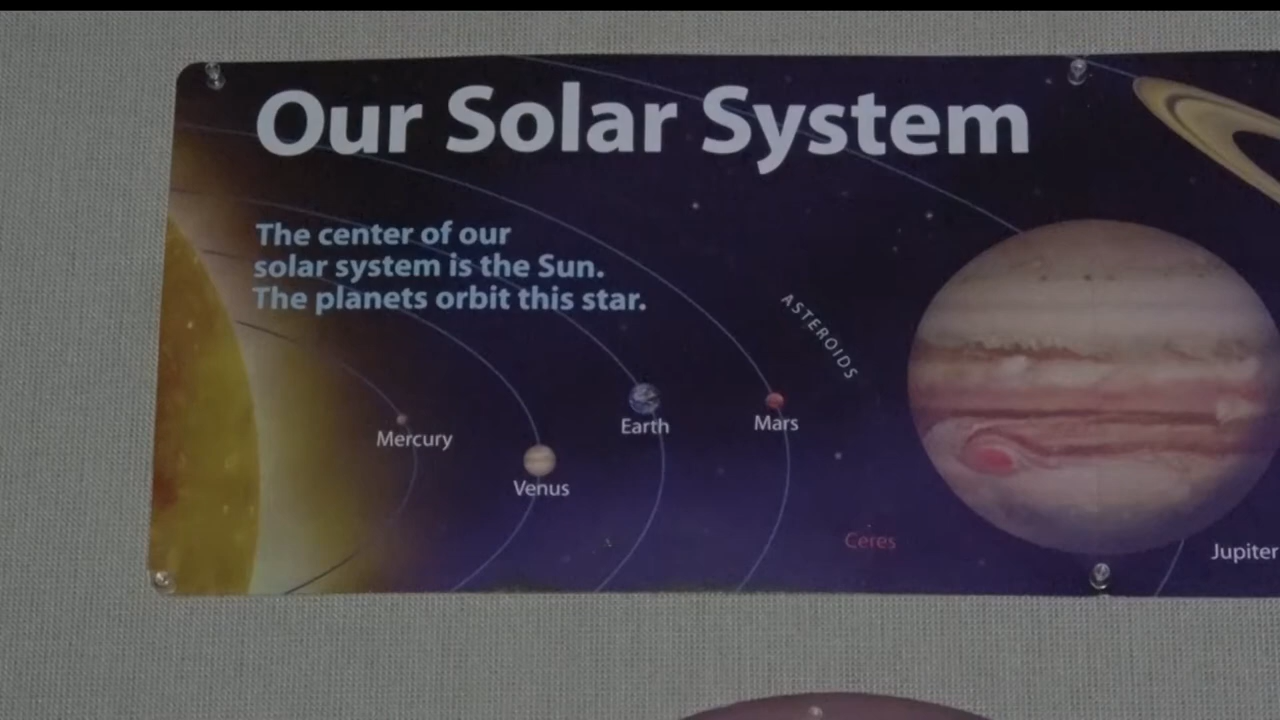 Our Solar System
The center of our
solar system is the Sun.
The planets orbit this star.
ASTEROIDS
Mercury
Venus
Earth
Mars
Ceres
Jupiter